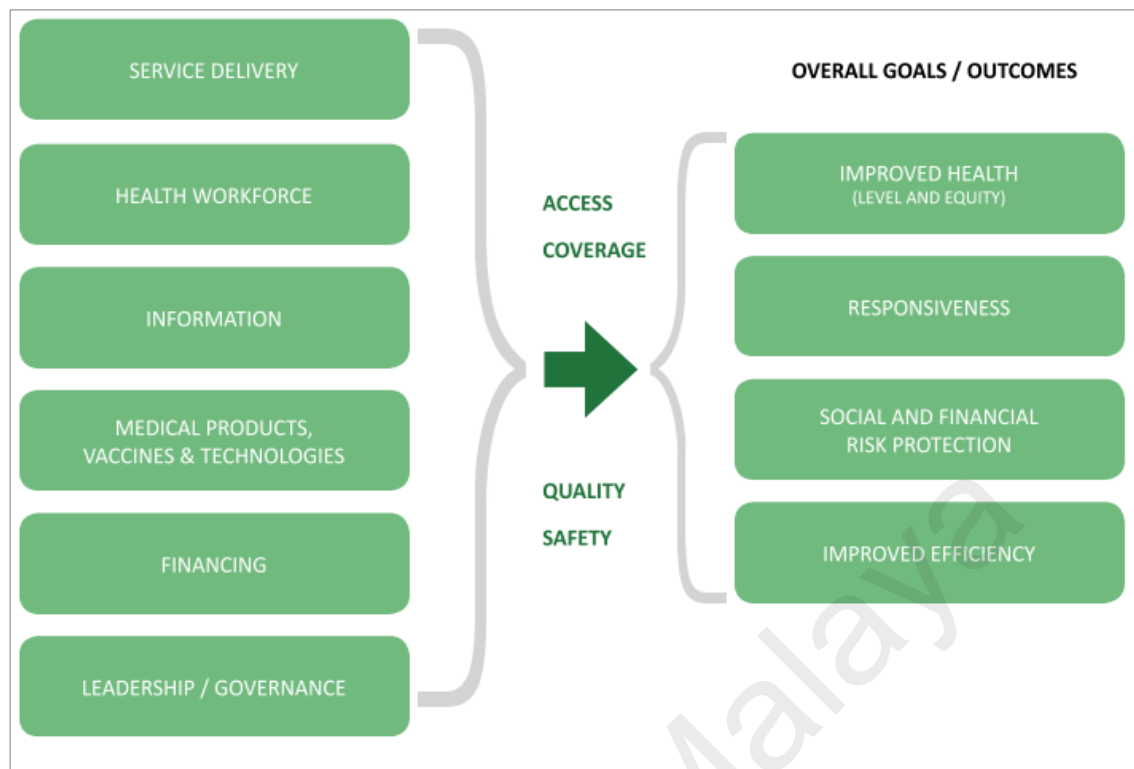 SERVICE DELIVERY
HEALTH WORKFORCE
INFORMATION
MEDICAL PRODUCTS,
VACCINES & TECHNOLOGIES
FINANCING
LEADERSHIP / GOVERNANCE
ACCESS
COVERAGE
QUALITY
SAFETY
OVERALL GOALS / OUTCOMES
IMPROVED HEALTH
(LEVEL AND EQUITY)
RESPONSIVENESS
SOCIAL AND FINANCIAL
RISK PROTECTION
IMPROVED EFFICIENCY
Malaya